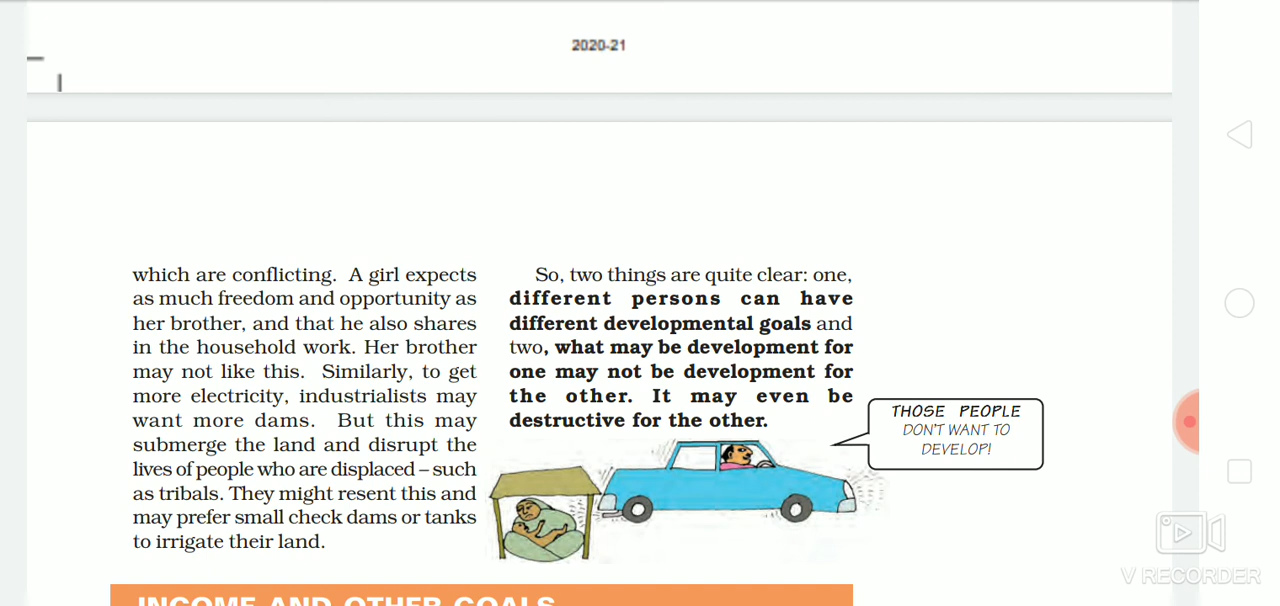 2020-21
which are conflicting. A girl expects
as much freedom and opportunity as
her brother, and that he also shares
in the household work. Her brother
may not like this. Similarly, to get
more electricity, industrialists may
want more dams. But this may
submerge the land and disrupt the
lives of people who are displaced – such
as tribals. They might resent this and
may prefer small check dams or tanks
to irrigate their land.
So, two things are quite clear: one,
different persons can have
different developmental goals and
two, what may be development for
one may not be development for
the other. It may even be
destructive for the other.
THOSE PEOPLE
DON'T WANT TO
DEVELOP!
INCOME AND OTHER GOALS
V RECORDER